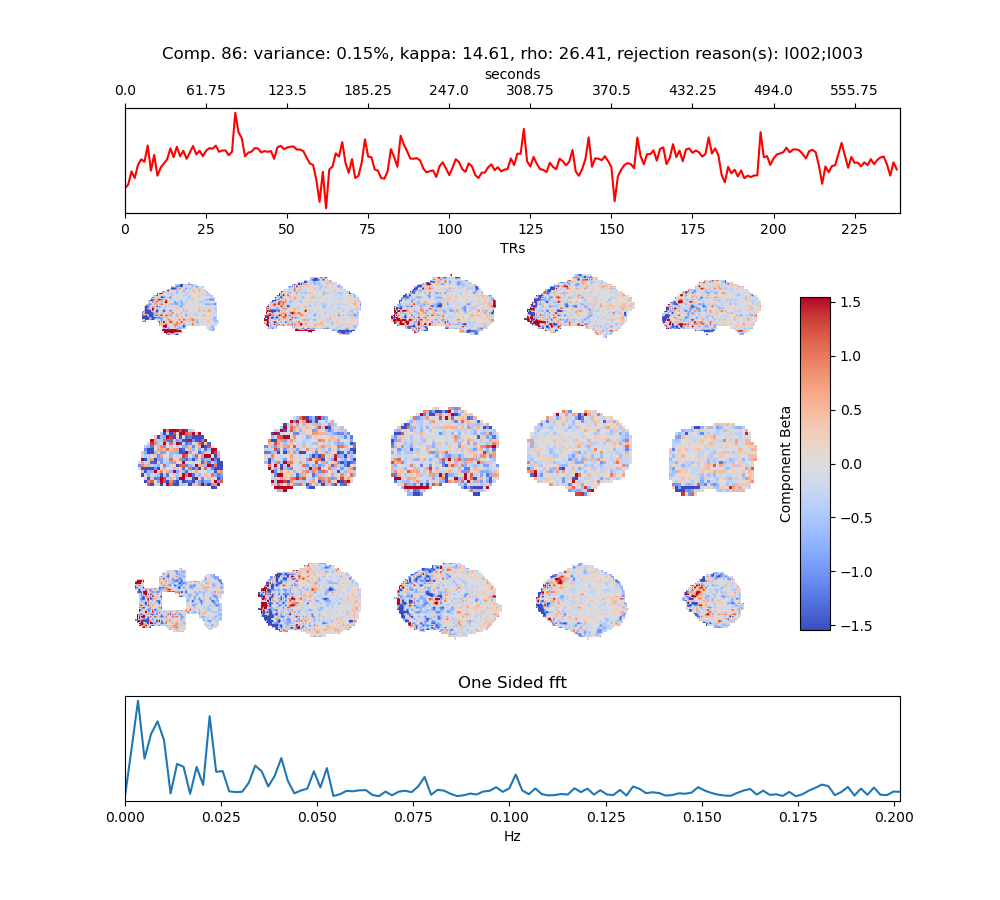 Comp. 86: variance: 0.15%, kappa: 14.61, rho: 26.41, rejection reason(s): I002;I003
seconds
0.0 61.75 123.5 185.25 247.0 308.75 370.5 432.25 494.0 555.75
0 25 50 75 100 125 150 175 200 225
TRs
1.5
1.0
0.5
0.0
−0.5
−1.0
−1.5
Component Beta
One Sided fft
0.000 0.025 0.050 0.075 0.100 0.125 0.150 0.175 0.200
Hz